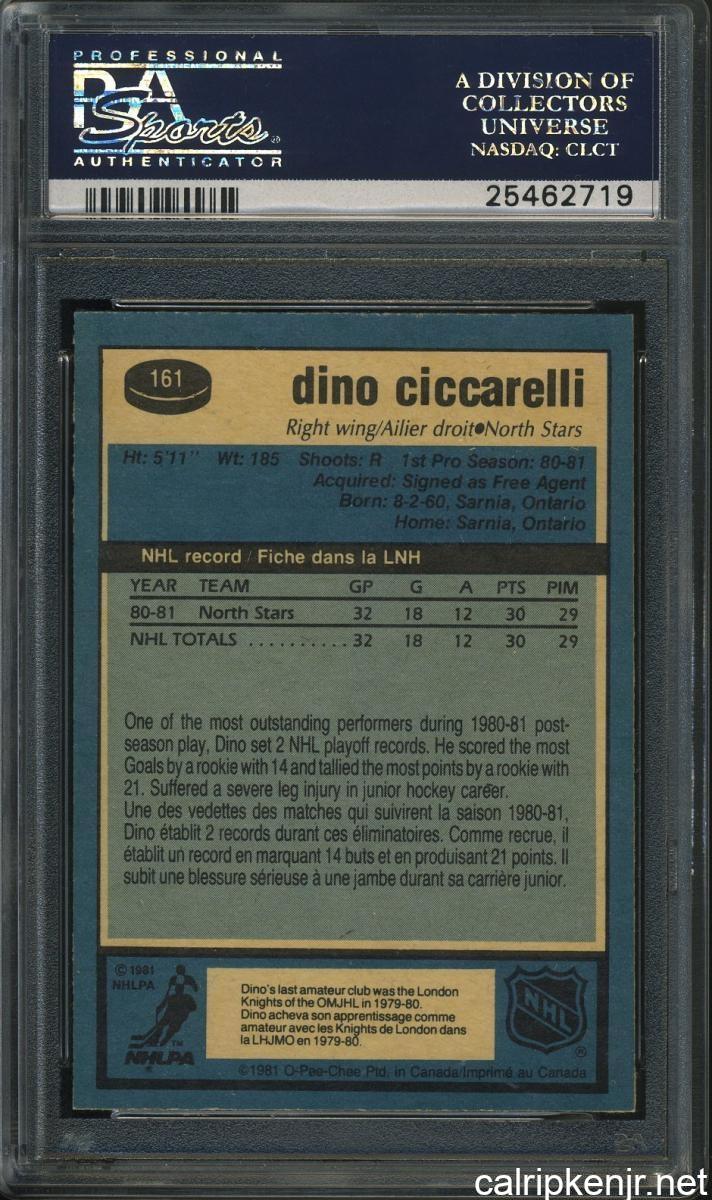 PROFESSIONAL
PSA
Sports
AUTHENTICATOR
A DIVISION OF
COLLECTORS
UNIVERSE
NASDAQ: CLCT
25462719
161
dino ciccarelli
Right wing/Ailier droit●North Stars
Ht: 5'11" Wt: 185 Shoots: R 1st Pro Season: 80-81
Acquired: Signed as Free Agent
Born: 8-2-60, Sarnia, Ontario
Home: Sarnia, Ontario
NHL record / Fiche dans la LNH
YEAR TEAM GP G A PTS PIM
80-81 North Stars 32 18 12 30 29
NHL TOTALS .......... 32 18 12 30 29
One of the most outstanding performers during 1980-81 post-
season play, Dino set 2 NHL playoff records. He scored the most
Goals by a rookie with 14 and tallied the most points by a rookie with
21. Suffered a severe leg injury in junior hockey career.
Une des vedettes des matches qui suivirent la saison 1980-81,
Dino établit 2 records durant ces éliminatoires. Comme recrue, il
établit un record en marquant 14 buts et en produisant 21 points. Il
subit une blessure sérieuse à une jambe durant sa carrière junior.
© 1981
NHLPA
TM
NHLPA
®
Dino's last amateur club was the London
Knights of the OMJHL in 1979-80.
Dino acheva son apprentissage comme
amateur avec les Knights de London dans
la LHJMO en 1979-80.
NHL
®
©1981 O-Pee-Chee Ptd. in Canada/Imprimé au Canada
calripkenjr.net